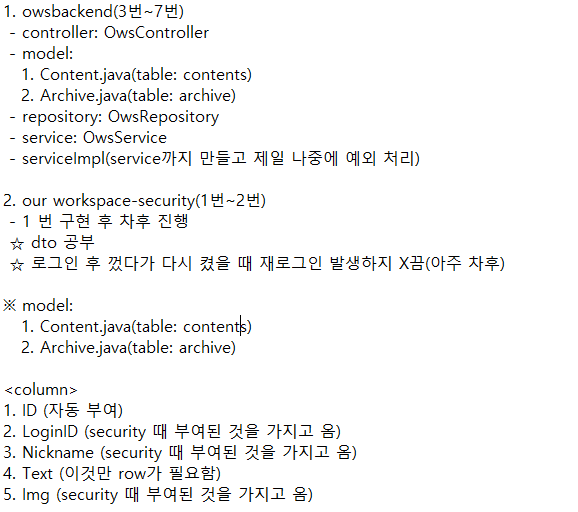 1. owsbackend(3번~7번)
- controller: OwsController
- model:
1. Content.java(table: contents)
2. Archive.java(table: archive)
- repository: OwsRepository
- service: OwsService
- serviceImpl(service까지 만들고 제일 나중에 예외 처리)
2. our workspace-security(1번~2번)
- 1 번 구현 후 차후 진행
☆ dto 공부
☆ 로그인 후 껐다가 다시 켰을 때 재로그인 발생하지 X끔(아주 차후)
※ model:
1. Content.java(table: contents)
2. Archive.java(table: archive)
<column>
1. ID (자동 부여)
2. LoginID (security 때 부여된 것을 가지고 옴)
3. Nickname (security 때 부여된 것을 가지고 옴)
4. Text (이것만 row가 필요함)
5. Img (security 때 부여된 것을 가지고 옴)